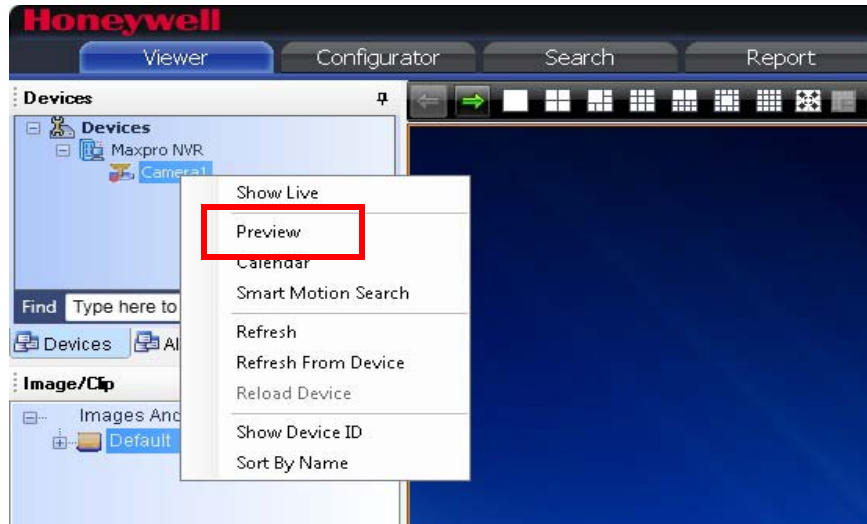 Honeywell
Viewer Configurator Search Report
Devices
Devices
Maxpro NVR
Camera1
Show Live
Preview
Calendar
Smart Motion Search
Find Type here to
Refresh
Devices Al
Refresh From Device
Image/Clip
Reload Device
Images And
Show Device ID
Default
Sort By Name